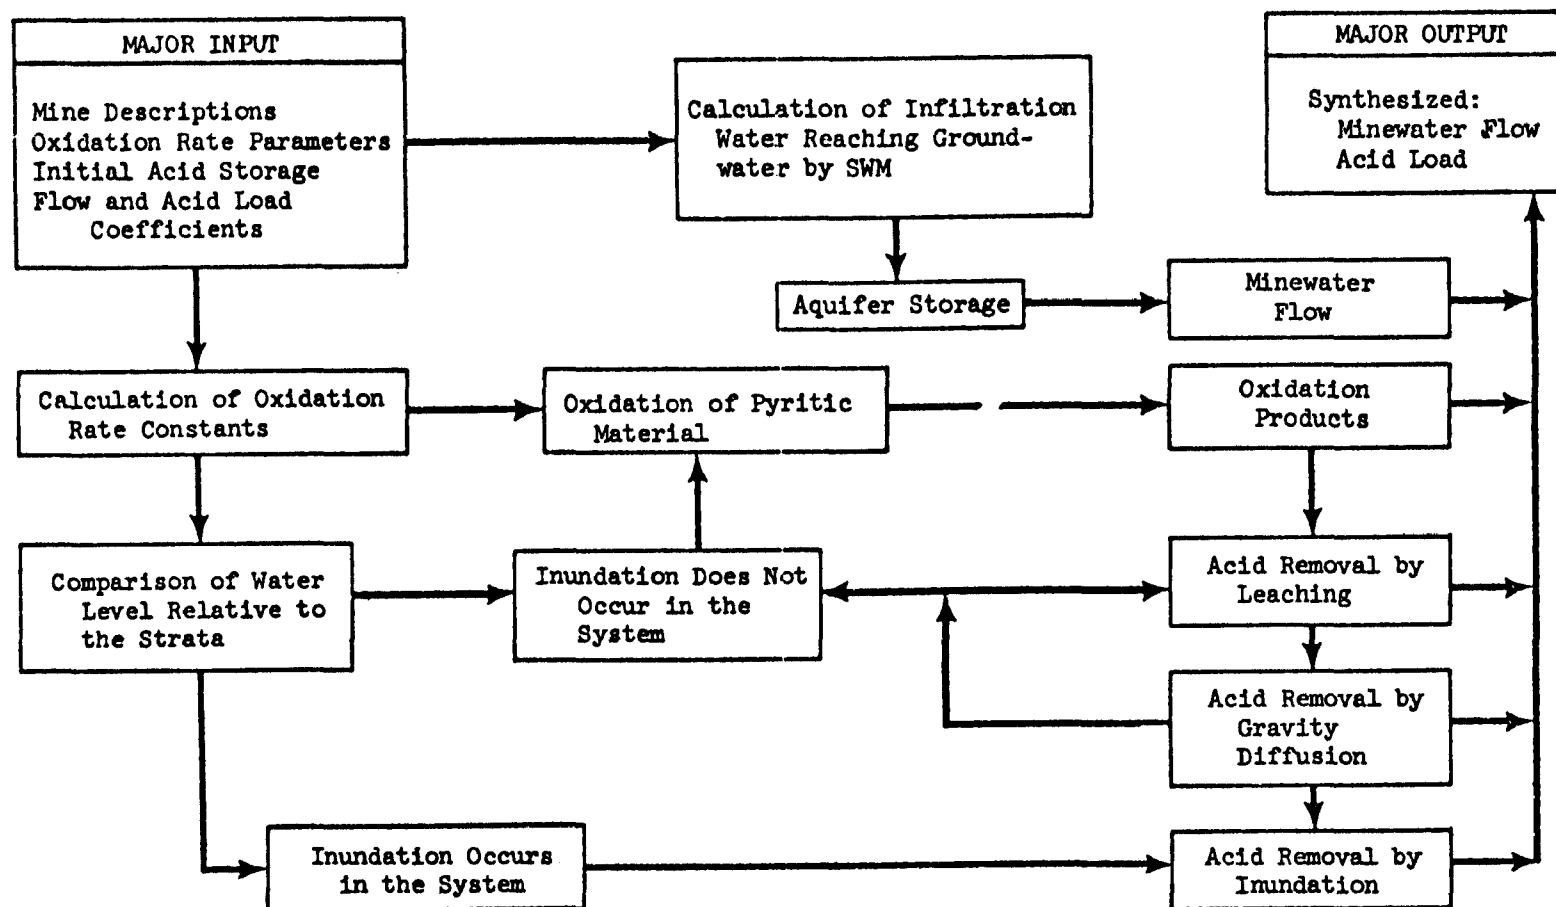 MAJOR INPUT
Mine Descriptions
Oxidation Rate Parameters
Initial Acid Storage
Flow and Acid Load
Coefficients
Calculation of Infiltration
Water Reaching Ground-
water by SWM
MAJOR OUTPUT
Synthesized:
Minewater Flow
Acid Load
Aquifer Storage
Minewater
Flow
Calculation of Oxidation
Rate Constants
Oxidation of Pyritic
Material
Oxidation
Products
Comparison of Water
Level Relative to
the Strata
Inundation Does Not
Occur in the
System
Acid Removal by
Leaching
Acid Removal by
Gravity
Diffusion
Inundation Occurs
in the System
Acid Removal by
Inundation